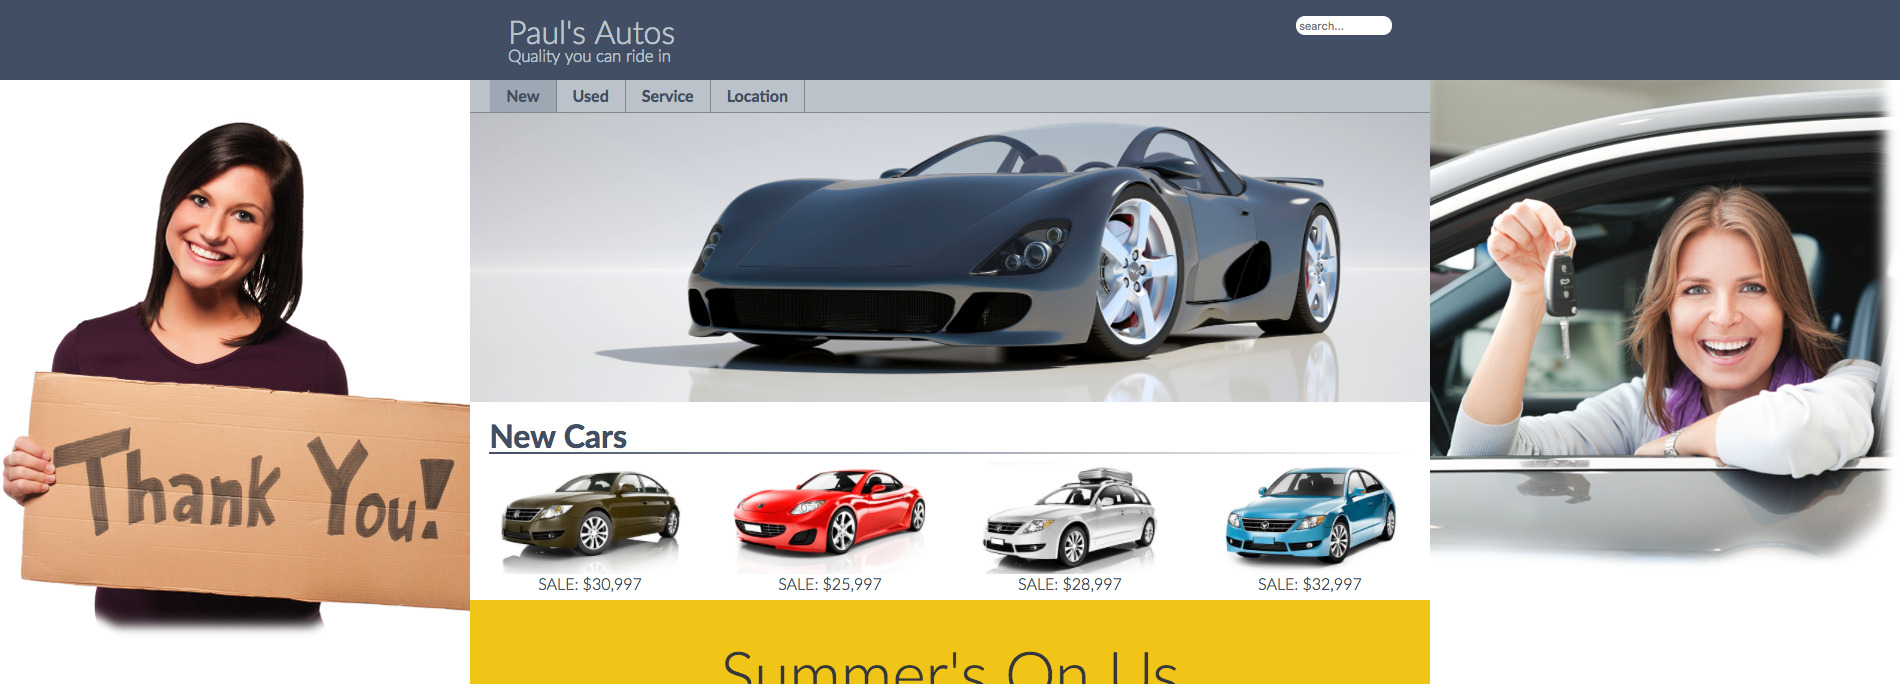 Paul's Autos
Quality you can ride in
search...
New Used Service Location
Thank You!
New Cars
SALE: $30,997 SALE: $25,997 SALE: $28,997 SALE: $32,997
Summer's On Us